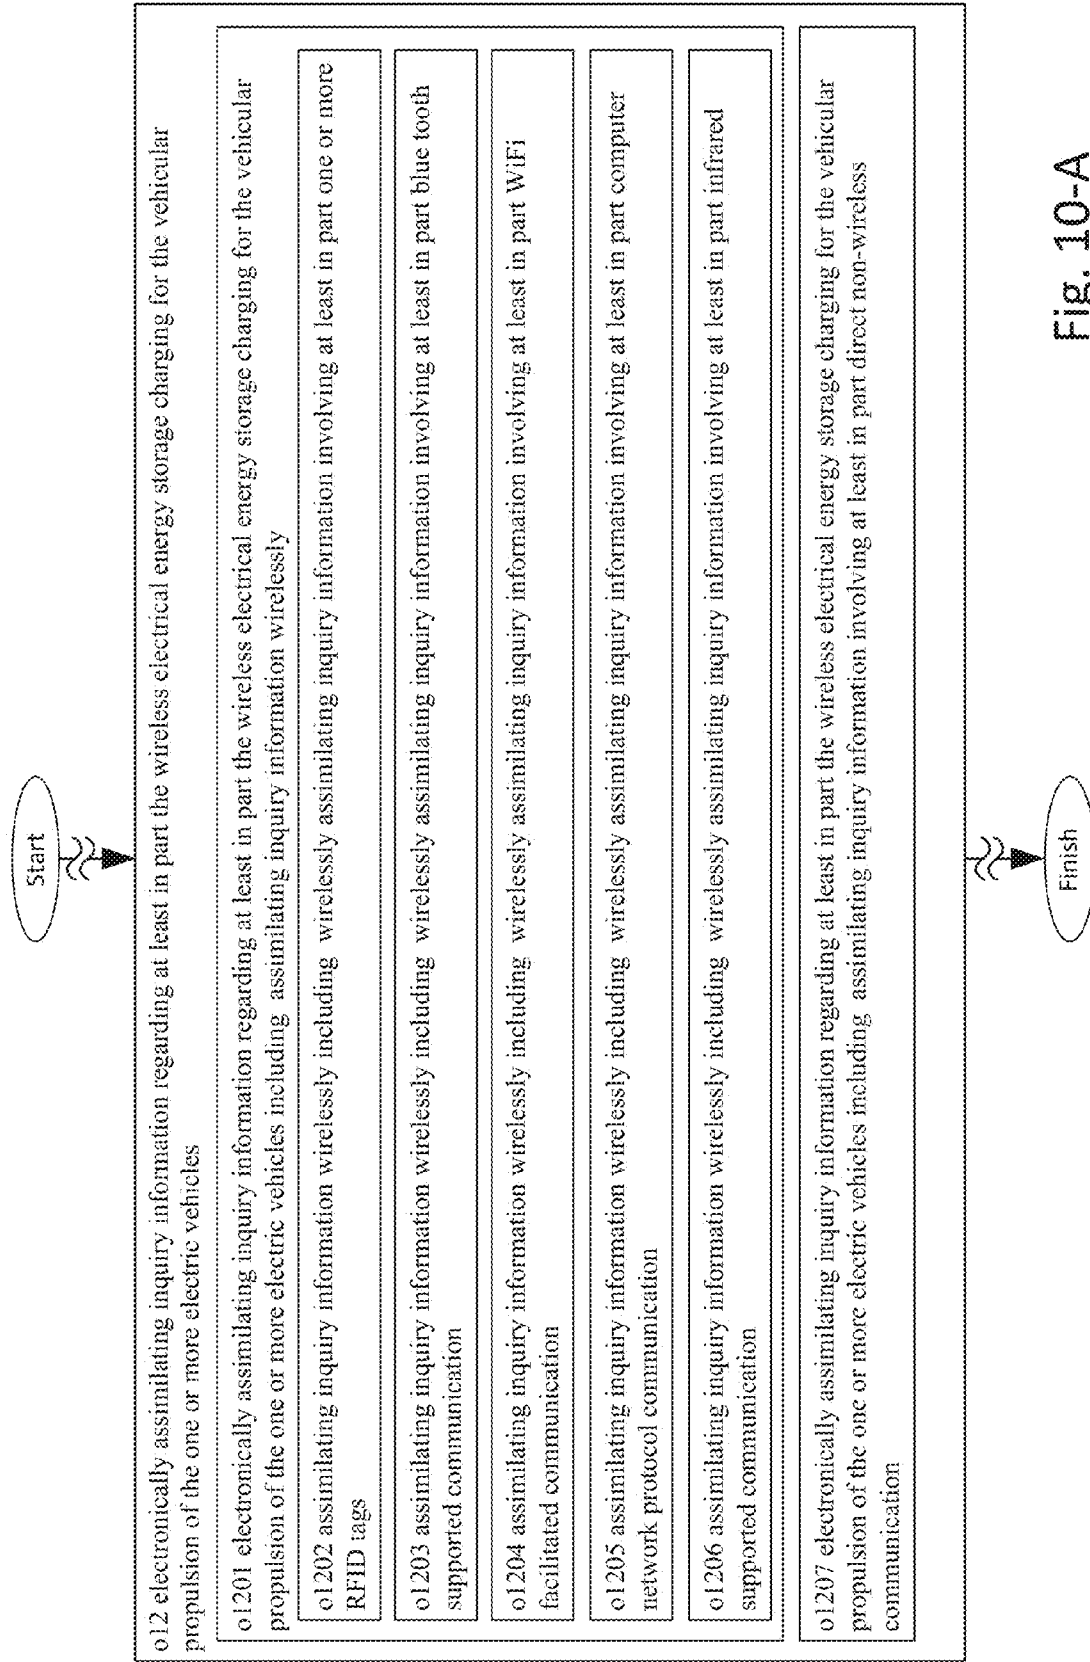 Start
o12 electronically assimilating inquiry information regarding at least in part the wireless electrical energy storage charging for the vehicular
propulsion of the one or more electric vehicles
o1201 electronically assimilating inquiry information regarding at least in part the wireless electrical energy storage charging for the vehicular
propulsion of the one or more electric vehicles including assimilating inquiry information wirelessly
o1202 assimilating inquiry information wirelessly including wirelessly assimilating inquiry information involving at least in part one or more
RFID tags
o1203 assimilating inquiry information wirelessly including wirelessly assimilating inquiry information involving at least in part blue tooth
supported communication
o1204 assimilating inquiry information wirelessly including wirelessly assimilating inquiry information involving at least in part WiFi
facilitated communication
o1205 assimilating inquiry information wirelessly including wirelessly assimilating inquiry information involving at least in part computer
network protocol communication
o1206 assimilating inquiry information wirelessly including wirelessly assimilating inquiry information involving at least in part infrared
supported communication
o1207 electronically assimilating inquiry information regarding at least in part the wireless electrical energy storage charging for the vehicular
propulsion of the one or more electric vehicles including assimilating inquiry information involving at least in part direct non-wireless
communication
Finish
Fig. 10-A